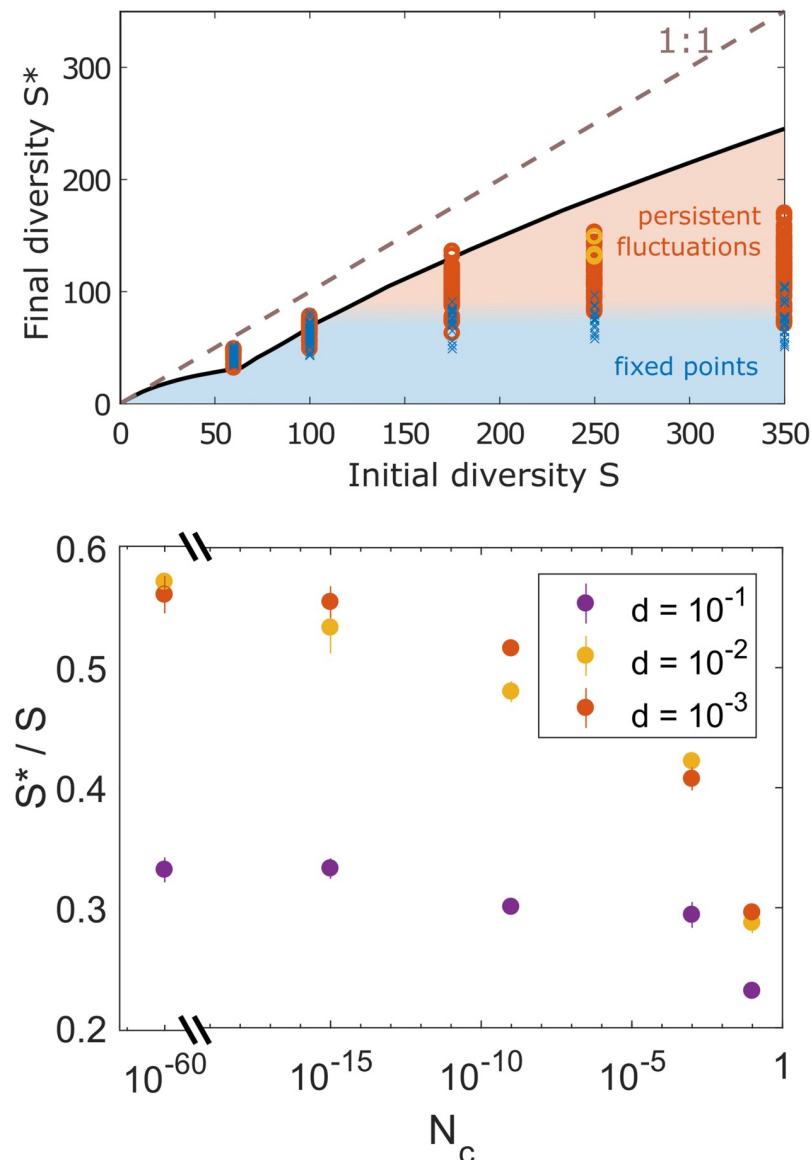 Final diversity S*
300
200
100
0
1:1
persistent
fluctuations
fixed points
0 50 100 150 200 250 300 350
Initial diversity S
S* / S
0.6
0.5
0.4
0.3
0.2
d = 10^-1
d = 10^-2
d = 10^-3
10^-60 10^-15 10^-10 10^-5 1
N_c